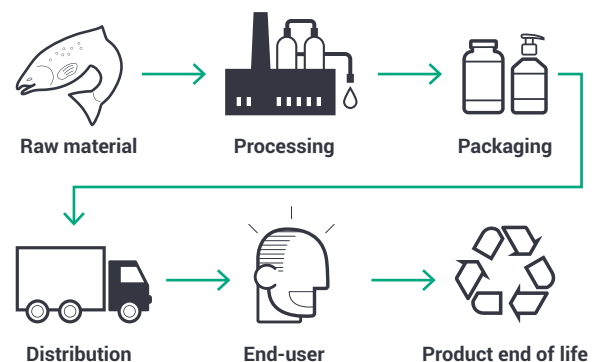 Raw material
Processing
Packaging
Distribution
End-user
Product end of life